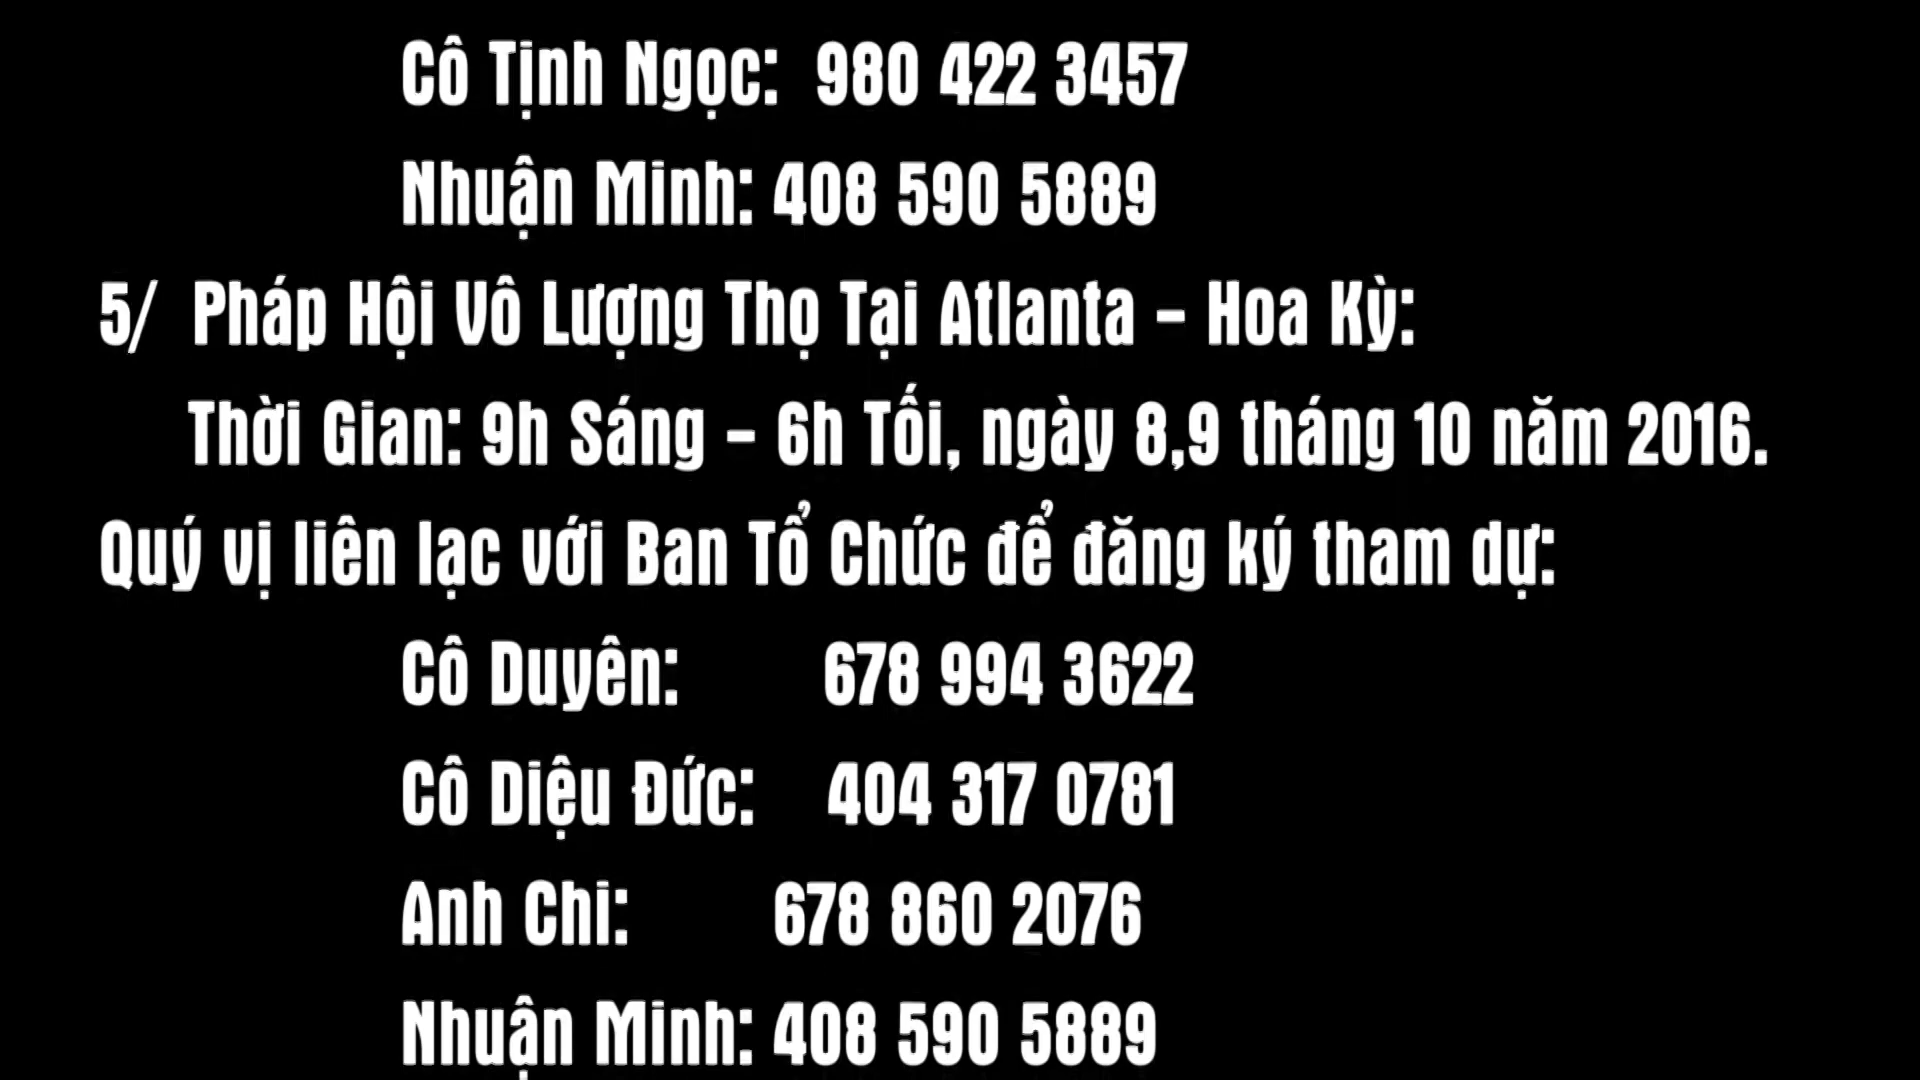 Cô Tịnh Ngọc: 980 422 3457
Nhuận Minh: 408 590 5889
5/ Pháp Hội Vô Lượng Thọ Tại Atlanta – Hoa Kỳ:
Thời Gian: 9h Sáng – 6h Tối, ngày 8,9 tháng 10 năm 2016.
Quý vị liên lạc với Ban Tổ Chức để đăng ký tham dự:
Cô Duyên: 678 994 3622
Cô Diệu Đức: 404 317 0781
Anh Chi: 678 860 2076
Nhuận Minh: 408 590 5889